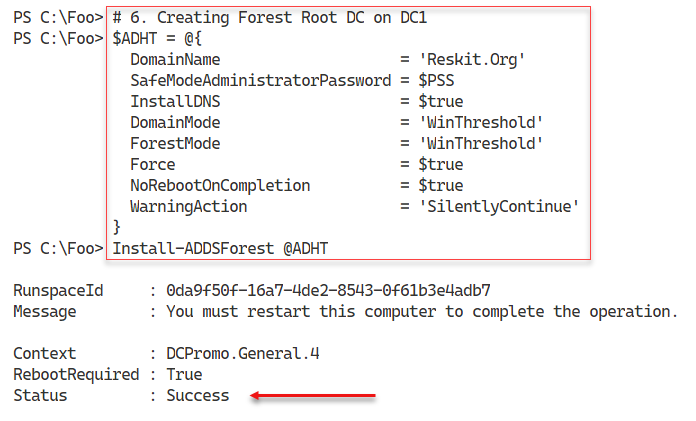 PS C:\Foo> # 6. Creating Forest Root DC on DC1
PS C:\Foo> $ADHT = @{
DomainName = 'Reskit.Org'
SafeModeAdministratorPassword = $PSS
InstallDNS = $true
DomainMode = 'WinThreshold'
ForestMode = 'WinThreshold'
Force = $true
NoRebootOnCompletion = $true
WarningAction = 'SilentlyContinue'
}
PS C:\Foo> Install-ADDSForest @ADHT
RunspaceId : 0da9f50f-16a7-4de2-8543-0f61b3e4adb7
Message : You must restart this computer to complete the operation.
Context : DCPromo.General.4
RebootRequired : True
Status : Success